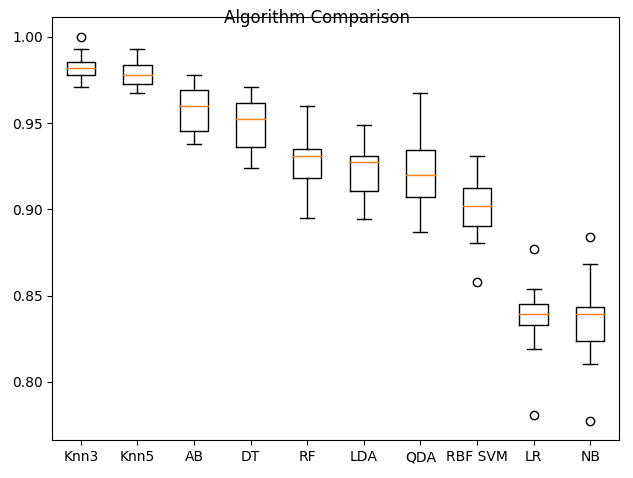 Algorithm Comparison
1.00
0.95
0.90
0.85
0.80
Knn3 Knn5 AB DT RF LDA QDA RBF SVM LR NB